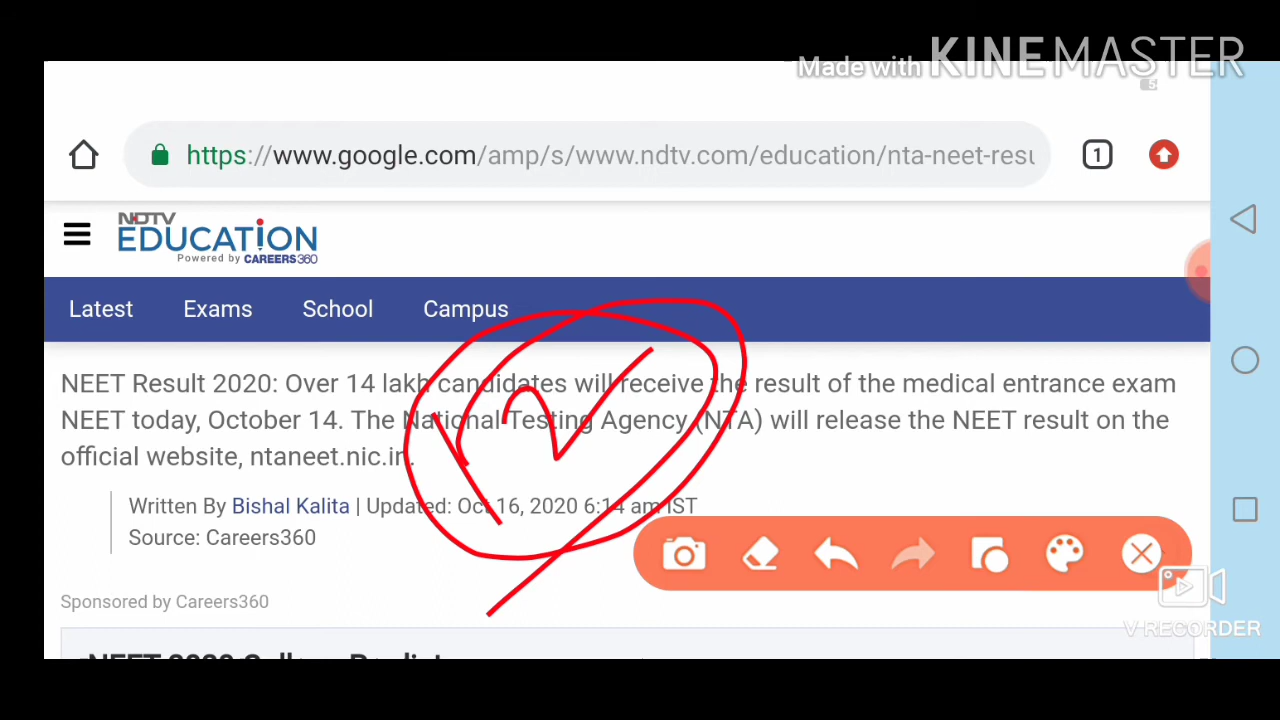 Made with KINEMASTER
5
https://www.google.com/amp/s/www.ndtv.com/education/nta-neet-resu
1
NDTV
EDUCATION
Powered by CAREERS360
Latest Exams School Campus
NEET Result 2020: Over 14 lakh candidates will receive the result of the medical entrance exam
NEET today, October 14. The National Testing Agency (NTA) will release the NEET result on the
official website, ntaneet.nic.in.
Written By Bishal Kalita | Updated: Oct 16, 2020 6:14 am IST
Source: Careers360
Sponsored by Careers360
V RECORDER